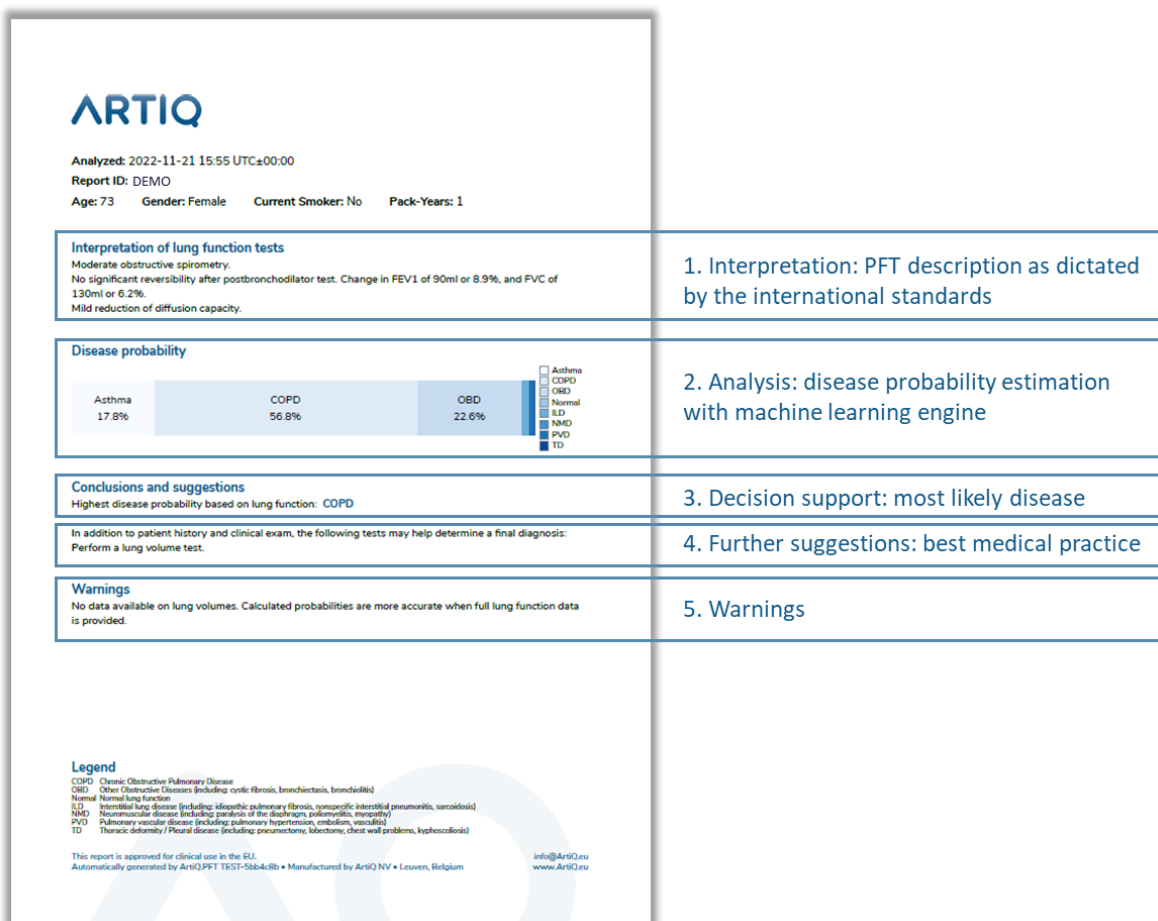 ARTIQ
Analyzed: 2022-11-21 15:55 UTC±00:00
Report ID: DEMO
Age: 73 Gender: Female Current Smoker: No Pack-Years: 1
Interpretation of lung function tests
Moderate obstructive spirometry.
No significant reversibility after postbronchodilator test. Change in FEV1 of 90ml or 8.9%, and FVC of
130ml or 6.2%.
Mild reduction of diffusion capacity.
1. Interpretation: PFT description as dictated
by the international standards
Disease probability
Asthma
17.8%
COPD
56.8%
OBD
22.6%
Asthma
COPD
OBD
Normal
ILD
NMD
PVD
TD
2. Analysis: disease probability estimation
with machine learning engine
Conclusions and suggestions
Highest disease probability based on lung function: COPD
3. Decision support: most likely disease
In addition to patient history and clinical exam, the following tests may help determine a final diagnosis:
Perform a lung volume test.
4. Further suggestions: best medical practice
Warnings
No data available on lung volumes. Calculated probabilities are more accurate when full lung function data
is provided.
5. Warnings
Legend
COPD Chronic Obstructive Pulmonary Disease
OBD Other Obstructive Diseases (including: cystic fibrosis, bronchiectasis, bronchiolitis)
Normal Normal lung function
ILD Interstitial lung disease (including: idiopathic pulmonary fibrosis, nonspecific interstitial pneumonitis, sarcoidosis)
NMD Neuromuscular disease (including: paralysis of the diaphragm, poliomyelitis, myopathy)
PVD Pulmonary vascular disease (including: pulmonary hypertension, embolism, vasculitis)
TD Thoracic deformity / Pleural disease (including: pneumectomy, lobectomy, chest wall problems, kyphoscoliosis)
This report is approved for clinical use in the EU.
Automatically generated by ArtiQ.PFT TEST-5bb4c8b • Manufactured by ArtiQ NV • Leuven, Belgium
info@ArtiQ.eu
www.ArtiQ.eu